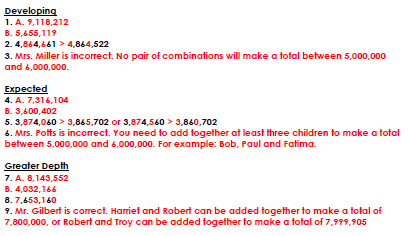 Developing
1. A. 9,118,212
B. 5,655,119
2. 4,864,661 > 4,864,522
3. Mrs. Miller is incorrect. No pair of combinations will make a total between 5,000,000
and 6,000,000.
Expected
4. A. 7,316,104
B. 3,600,402
5. 3,874,060 > 3,865,702 or 3,874,560 > 3,860,702
6. Mrs. Potts is incorrect. You need to add together at least three children to make a total
between 5,000,000 and 6,000,000. For example: Bob, Paul and Fatima.
Greater Depth
7. A. 8,143,552
B. 4,032,166
8. 7,653,160
9. Mr. Gilbert is correct. Harriet and Robert can be added together to make a total of
7,800,000, or Robert and Troy can be added together to make a total of 7,999,905